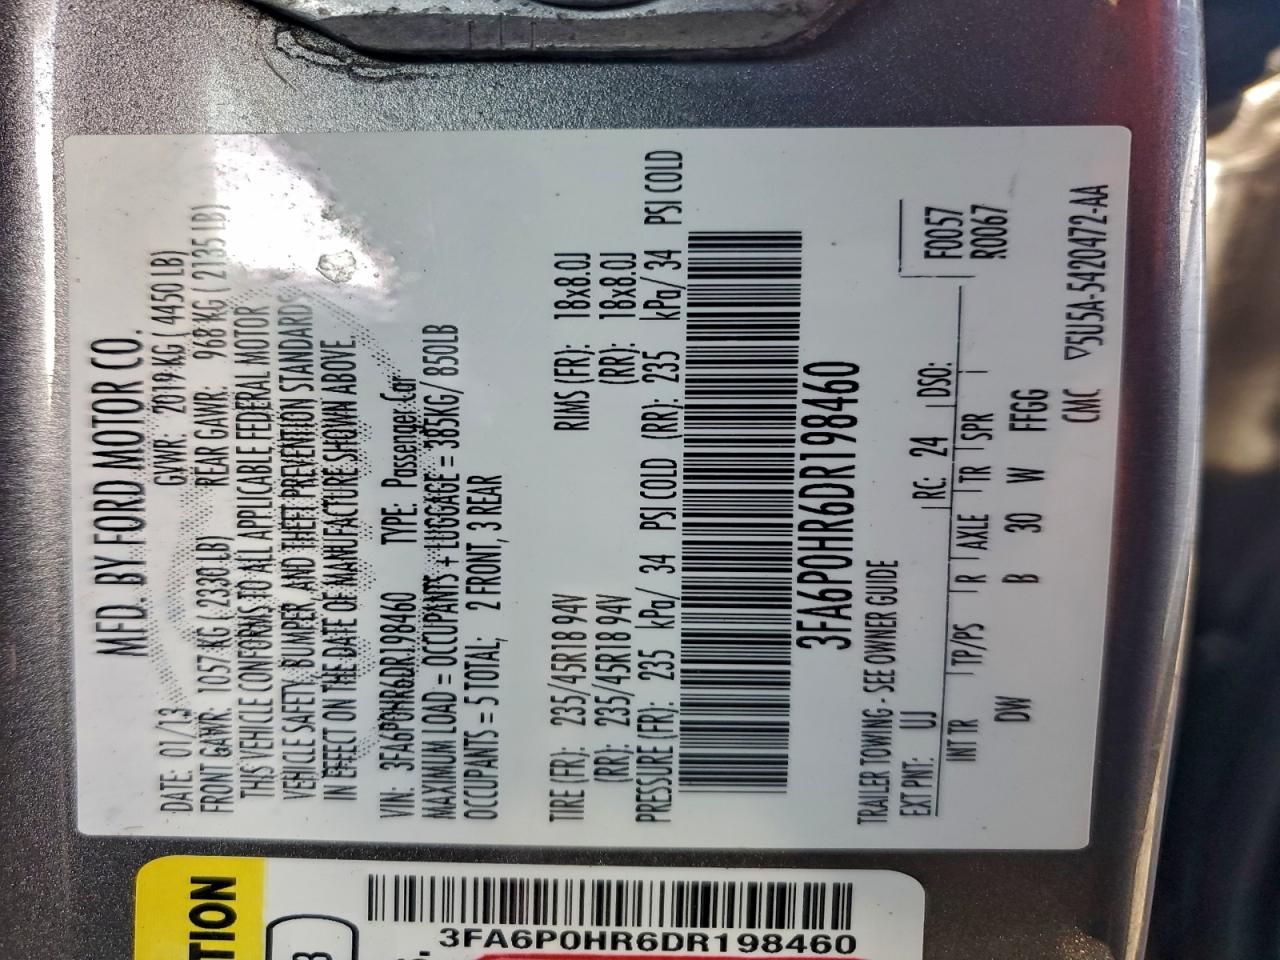 MFD. BY FORD MOTOR CO.
DATE: 01/13 GVWR: 2019 KG ( 4450 LB)
FRONT GAWR: 1057 KG ( 2330 LB) REAR GAWR: 968 KG ( 2135 LB)
THIS VEHICLE CONFORMS TO ALL APPLICABLE FEDERAL MOTOR
VEHICLE SAFETY, BUMPER, AND THEFT PREVENTION STANDARDS
IN EFFECT ON THE DATE OF MANUFACTURE SHOWN ABOVE.
VIN: 3FA6P0HR6DR198460 TYPE: Passenger Car
MAXIMUM LOAD = OCCUPANTS + LUGGAGE = 385KG/ 850LB
OCCUPANTS = 5 TOTAL; 2 FRONT, 3 REAR
TIRE (FR): 235/45R18 94V RIMS (FR): 18x8.0J
(RR): 235/45R18 94V (RR): 18x8.0J
PRESSURE (FR): 235 kPa/ 34 PSI COLD (RR): 235 kPa/ 34 PSI COLD
3FA6P0HR6DR198460
TRAILER TOWING - SEE OWNER GUIDE
EXT PNT: UJ RC: 24 DSO: F0057
INT TR TP/PS R AXLE TR SPR R0067
DW B 30 W FFGG
CMC ▽5U5A-5420472-AA
TION
3FA6P0HR6DR198460